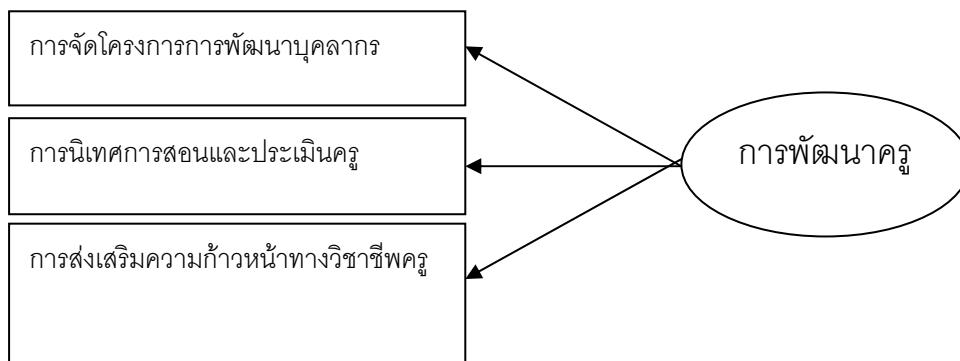 การจัดโครงการการพัฒนาบุคลากร
การนิเทศการสอนและประเมินครู
การพัฒนาครู
การส่งเสริมความก้าวหน้าทางวิชาชีพครู